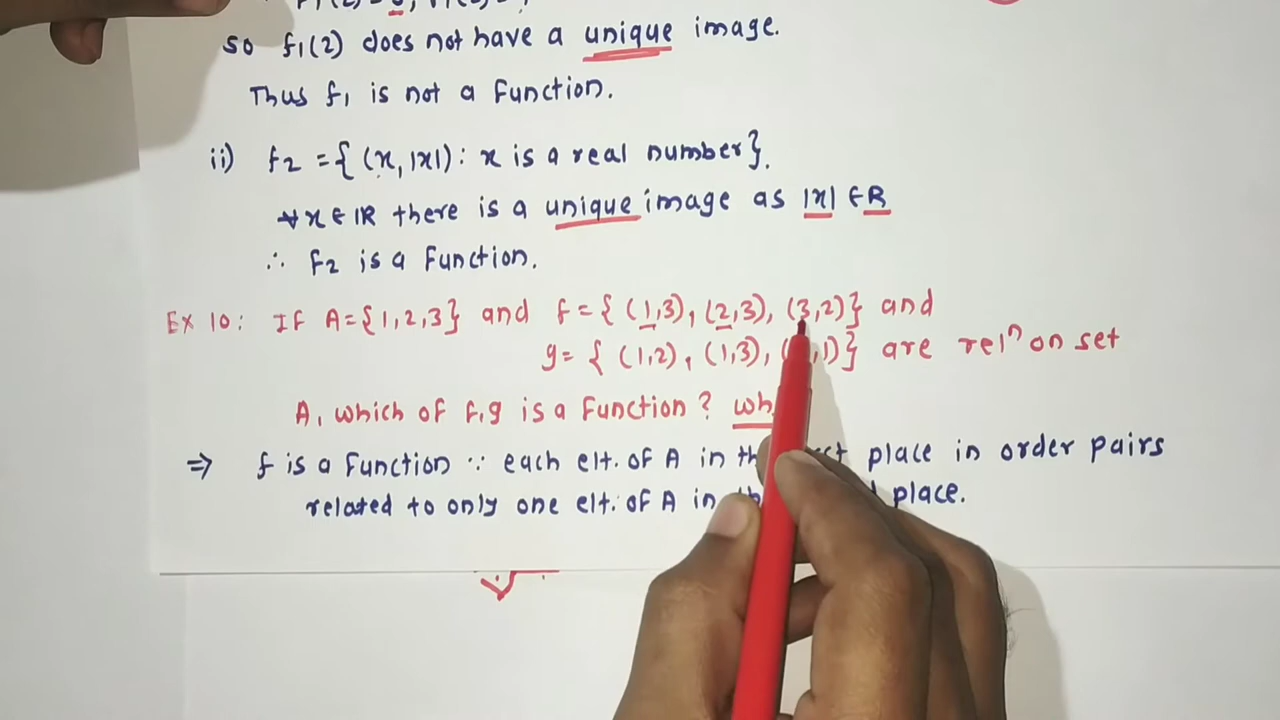 so f1(2) does not have a unique image.
Thus f1 is not a function.
ii) f2 = { (x, |x|) : x is a real number }.
∀ x ∈ IR there is a unique image as |x| ∈ R
∴ f2 is a function.
Ex 10: If A = {1,2,3} and f = { (1,3), (2,3), (3,2)} and
g = { (1,2), (1,3), ( ,1)} are relⁿ on set
A, which of f,g is a function ?
⇒ f is a function ∵ each elt. of A in place in order pairs
related to only one elt. of A in place.